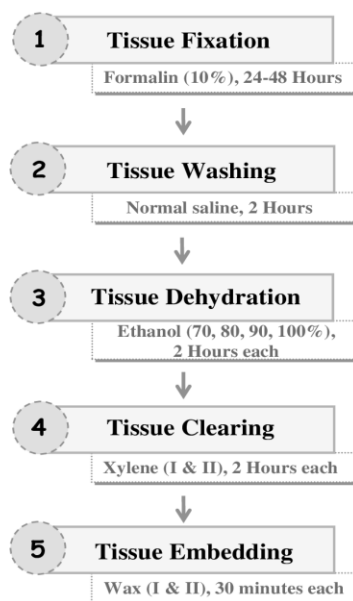 1
Tissue Fixation
Formalin (10%), 24-48 Hours
2
Tissue Washing
Normal saline, 2 Hours
3
Tissue Dehydration
Ethanol (70, 80, 90, 100%),
2 Hours each
4
Tissue Clearing
Xylene (I & II), 2 Hours each
5
Tissue Embedding
Wax (I & II), 30 minutes each